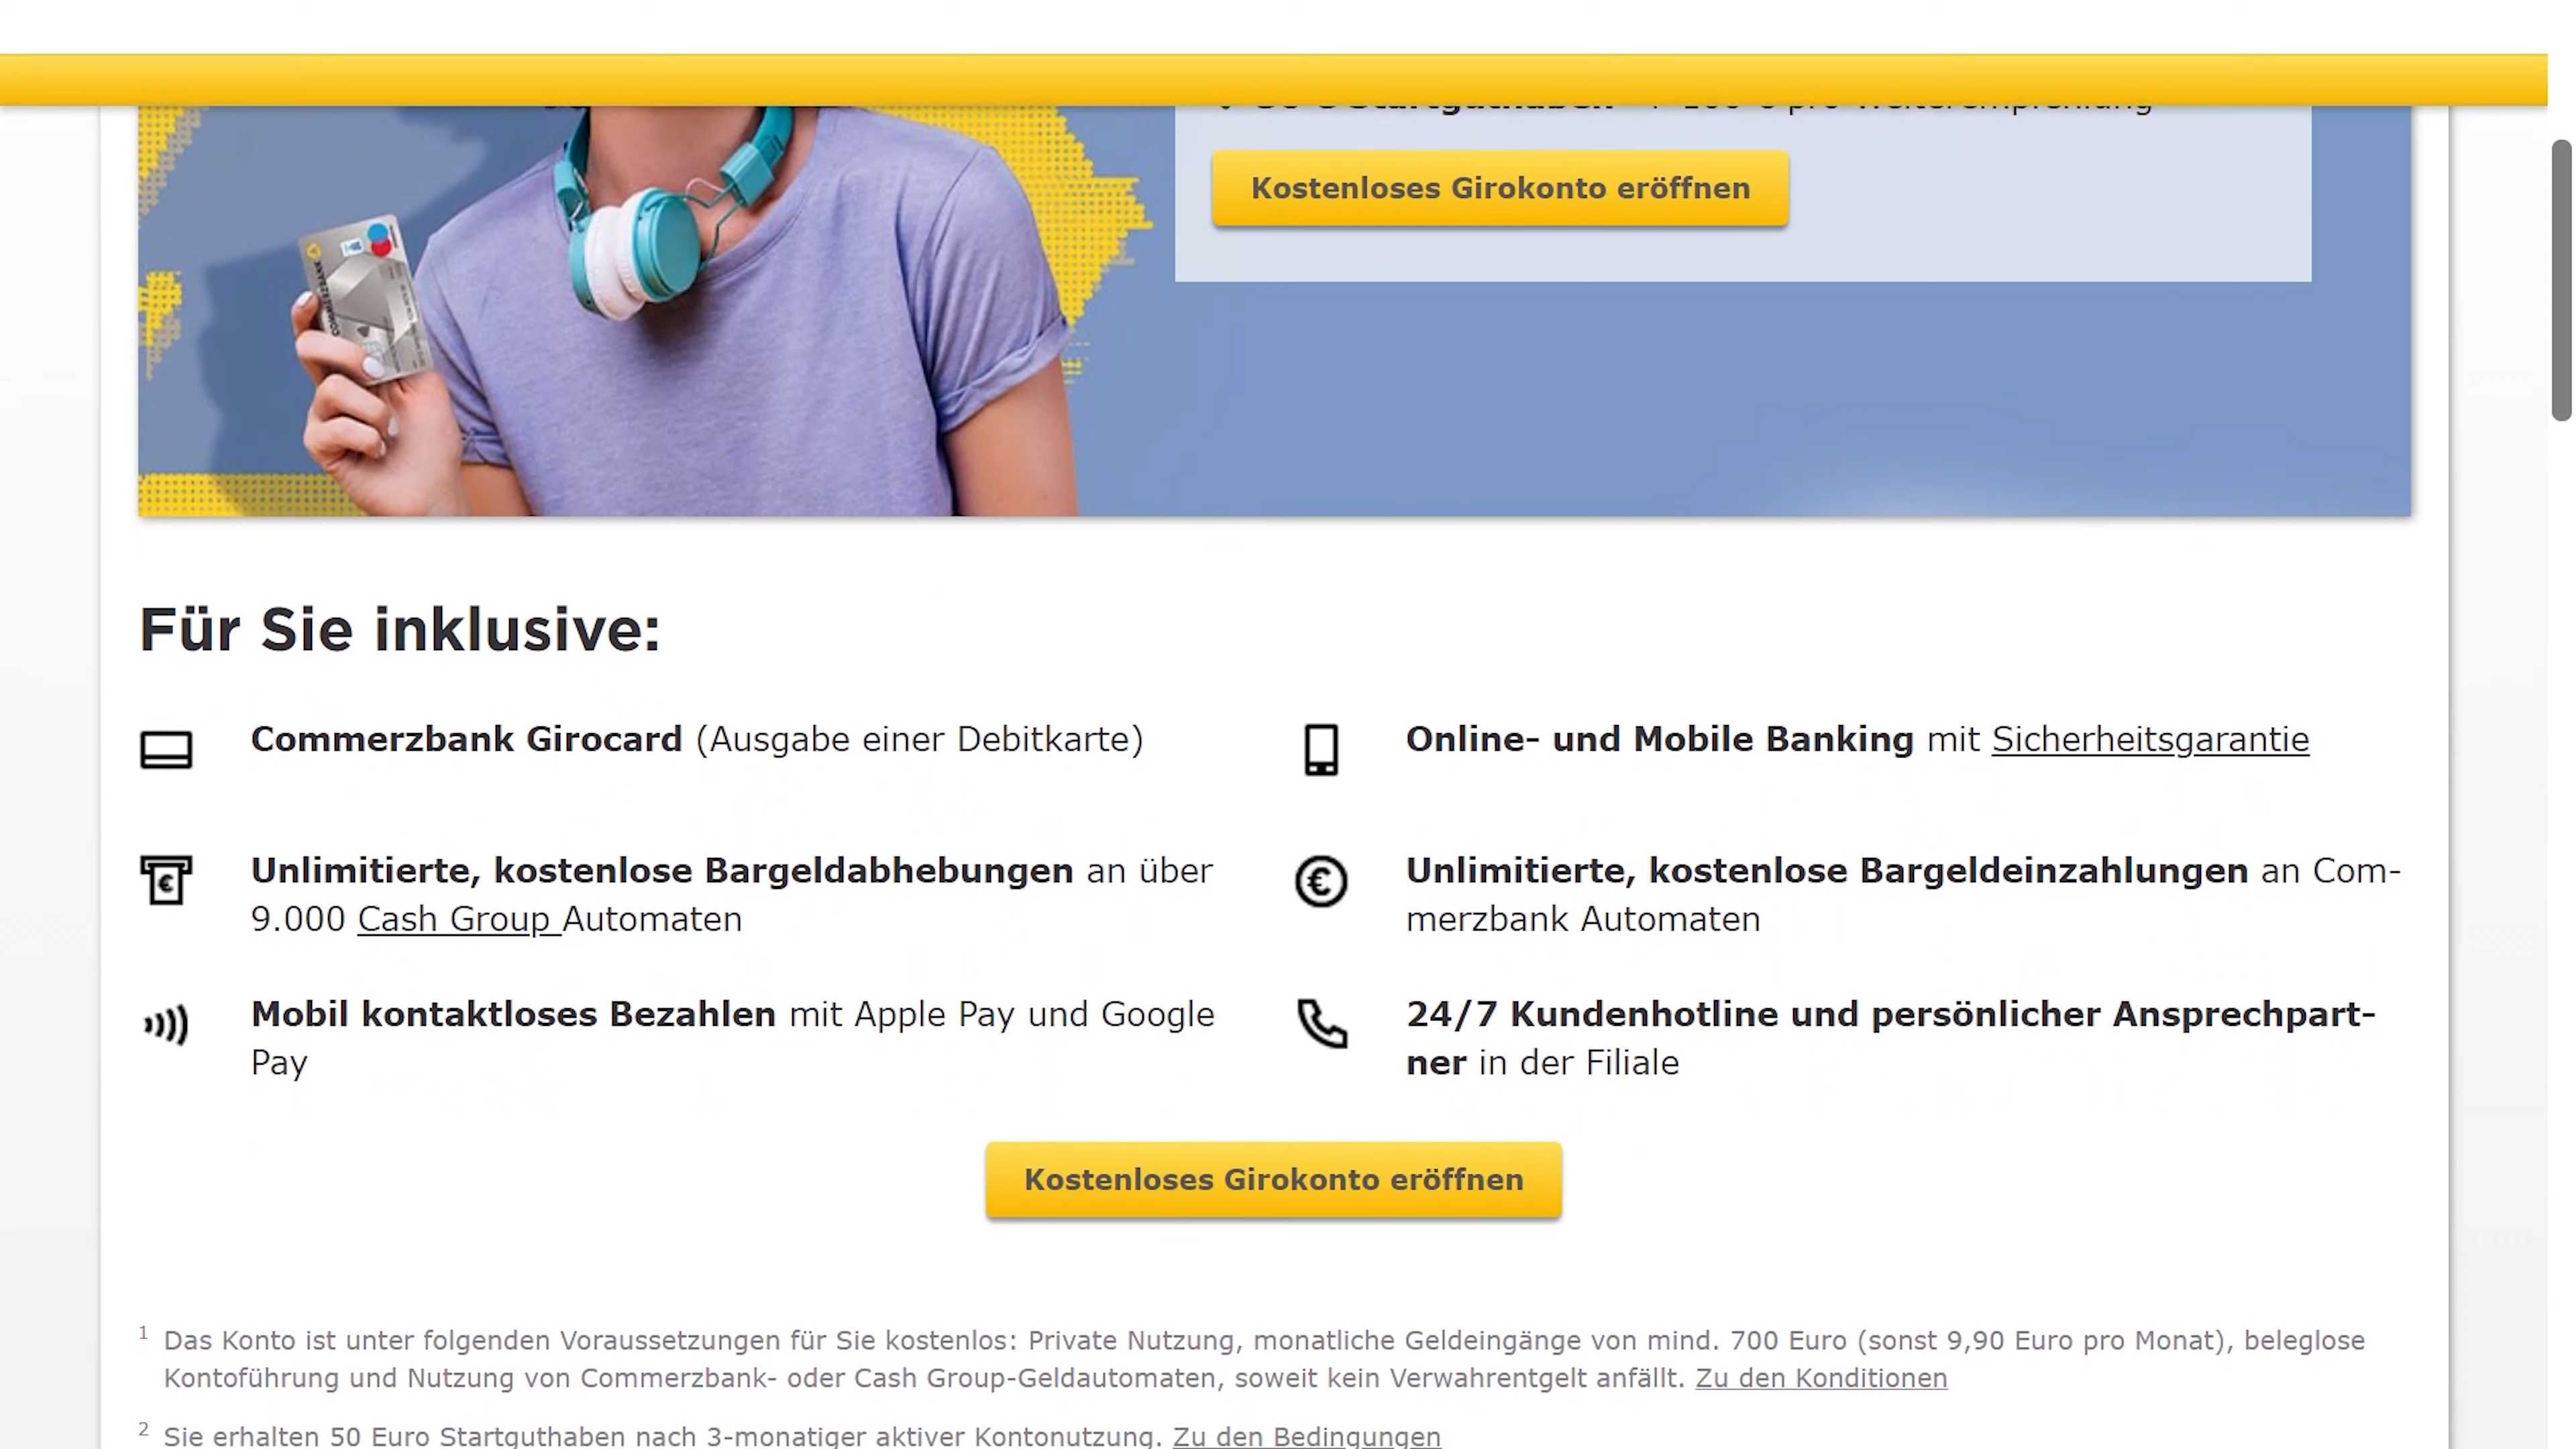 Kostenloses Girokonto eröffnen
Für Sie inklusive:
Commerzbank Girocard (Ausgabe einer Debitkarte)
Online- und Mobile Banking mit Sicherheitsgarantie
Unlimitierte, kostenlose Bargeldabhebungen an über
9.000 Cash Group Automaten
Unlimitierte, kostenlose Bargeldeinzahlungen an Com-
merzbank Automaten
Mobil kontaktloses Bezahlen mit Apple Pay und Google
Pay
24/7 Kundenhotline und persönlicher Ansprechpart-
ner in der Filiale
Kostenloses Girokonto eröffnen
1 Das Konto ist unter folgenden Voraussetzungen für Sie kostenlos: Private Nutzung, monatliche Geldeingänge von mind. 700 Euro (sonst 9,90 Euro pro Monat), beleglose
Kontoführung und Nutzung von Commerzbank- oder Cash Group-Geldautomaten, soweit kein Verwahrentgelt anfällt. Zu den Konditionen
2 Sie erhalten 50 Euro Startguthaben nach 3-monatiger aktiver Kontonutzung. Zu den Bedingungen